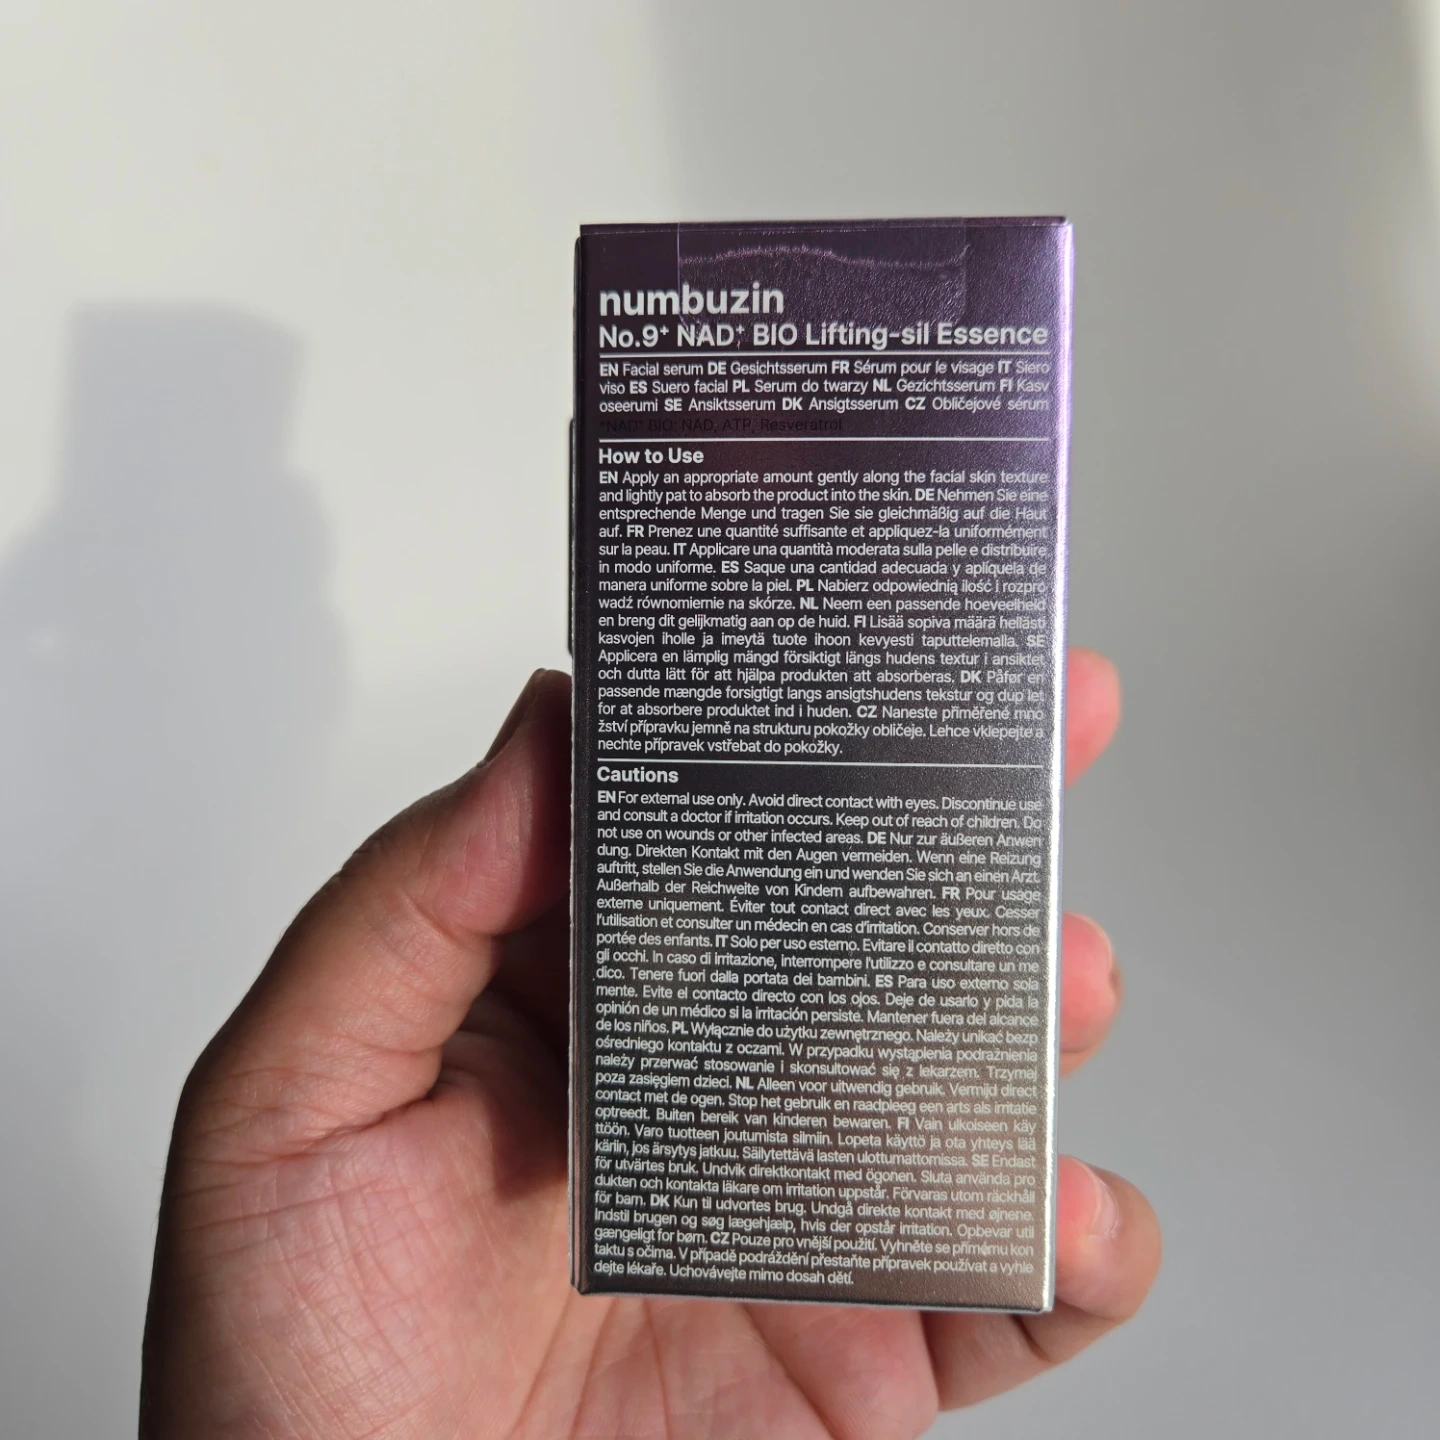 numbuzin
No.9⁺ NAD⁺ BIO Lifting-sil Essence
EN Facial serum DE Gesichtsserum FR Sérum pour le visage IT Siero
viso ES Suero facial PL Serum do twarzy NL Gezichtsserum FI Kasv
oseerumi SE Ansiktsserum DK Ansigtsserum CZ Obličejové sérum
*NAD⁺ BIO: NAD, ATP, Resveratrol
How to Use
EN Apply an appropriate amount gently along the facial skin texture
and lightly pat to absorb the product into the skin. DE Nehmen Sie eine
entsprechende Menge und tragen Sie sie gleichmäßig auf die Haut
auf. FR Prenez une quantité suffisante et appliquez-la uniformément
sur la peau. IT Applicare una quantità moderata sulla pelle e distribuire
in modo uniforme. ES Saque una cantidad adecuada y aplíquela de
manera uniforme sobre la piel. PL Nabierz odpowiednią ilość i rozpro
wadź równomiernie na skórze. NL Neem een passende hoeveelheid
en breng dit gelijkmatig aan op de huid. FI Lisää sopiva määrä hellästi
kasvojen iholle ja imeytä tuote ihoon kevyesti taputtelemalla. SE
Applicera en lämplig mängd försiktigt längs hudens textur i ansiktet
och dutta lätt för att hjälpa produkten att absorberas. DK Påfør en
passende mængde forsigtigt langs ansigtshudens tekstur og dup let
for at absorbere produktet ind i huden. CZ Naneste přiměřené mno
žství přípravku jemně na strukturu pokožky obličeje. Lehce vklepejte a
nechte přípravek vstřebat do pokožky.
Cautions
EN For external use only. Avoid direct contact with eyes. Discontinue use
and consult a doctor if irritation occurs. Keep out of reach of children. Do
not use on wounds or other infected areas. DE Nur zur äußeren Anwen
dung. Direkten Kontakt mit den Augen vermeiden. Wenn eine Reizung
auftritt, stellen Sie die Anwendung ein und wenden Sie sich an einen Arzt.
Außerhalb der Reichweite von Kindern aufbewahren. FR Pour usage
externe uniquement. Éviter tout contact direct avec les yeux. Cesser
l'utilisation et consulter un médecin en cas d'irritation. Conserver hors de
portée des enfants. IT Solo per uso esterno. Evitare il contatto diretto con
gli occhi. In caso di irritazione, interrompere l'utilizzo e consultare un me
dico. Tenere fuori dalla portata dei bambini. ES Para uso externo sola
mente. Evite el contacto directo con los ojos. Deje de usarlo y pida la
opinión de un médico si la irritación persiste. Mantener fuera del alcance
de los niños. PL Wyłącznie do użytku zewnętrznego. Należy unikać bezp
ośredniego kontaktu z oczami. W przypadku wystąpienia podrażnienia
należy przerwać stosowanie i skonsultować się z lekarzem. Trzymaj
poza zasięgiem dzieci. NL Alleen voor uitwendig gebruik. Vermijd direct
contact met de ogen. Stop het gebruik en raadpleeg een arts als irritatie
optreedt. Buiten bereik van kinderen bewaren. FI Vain ulkoiseen käy
ttöön. Varo tuotteen joutumista silmiin. Lopeta käyttö ja ota yhteys lää
käriin, jos ärsytys jatkuu. Säilytettävä lasten ulottumattomissa. SE Endast
för utvärtes bruk. Undvik direktkontakt med ögonen. Sluta använda pro
dukten och kontakta läkare om irritation uppstår. Förvaras utom räckhåll
för barn. DK Kun til udvortes brug. Undgå direkte kontakt med øjnene.
Indstil brugen og søg lægehjælp, hvis der opstår irritation. Opbevar util
gængeligt for børn. CZ Pouze pro vnější použití. Vyhněte se přímému kon
taktu s očima. V případě podráždění přestaňte přípravek používat a vyhle
dejte lékaře. Uchovávejte mimo dosah dětí.